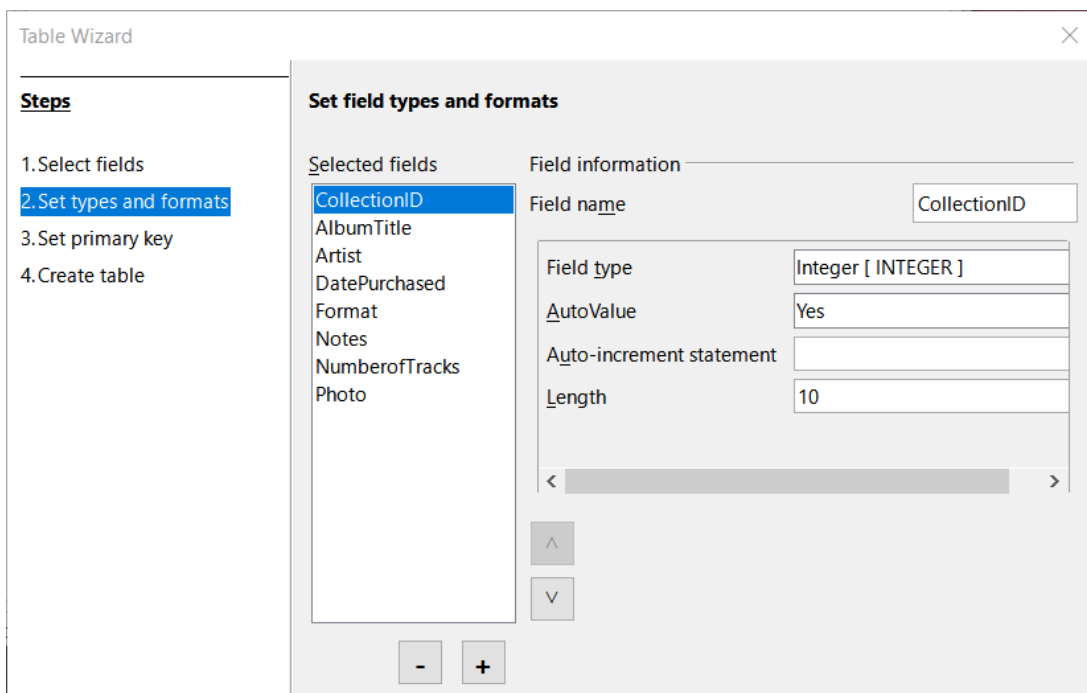 Table Wizard
Steps
1.Select fields
2.Set types and formats
3.Set primary key
4.Create table
Set field types and formats
Selected fields
CollectionID
AlbumTitle
Artist
DatePurchased
Format
Notes
NumberofTracks
Photo
- +
Field information
Field name CollectionID
Field type Integer [ INTEGER ]
AutoValue Yes
Auto-increment statement
Length 10